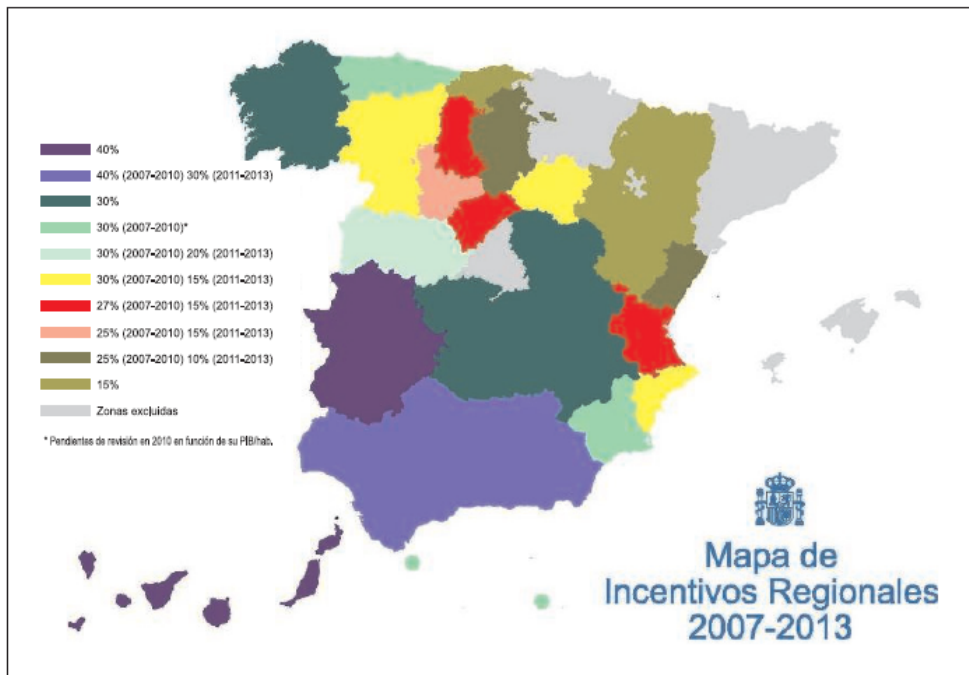 40%
40% (2007-2010) 30% (2011-2013)
30%
30% (2007-2010)*
30% (2007-2010) 20% (2011-2013)
30% (2007-2010) 15% (2011-2013)
27% (2007-2010) 15% (2011-2013)
25% (2007-2010) 15% (2011-2013)
25% (2007-2010) 10% (2011-2013)
15%
Zonas excluidas
* Pendientes de revisión en 2010 en función de su PIB/hab.
Mapa de
Incentivos Regionales
2007-2013